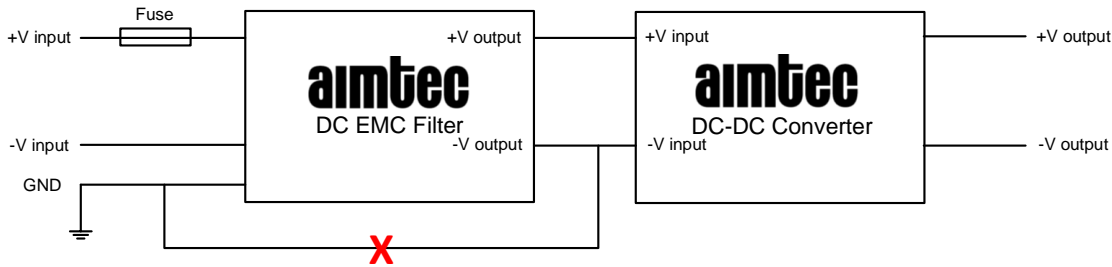 Fuse
+V input
+V output
+V input
+V output
aimtec
DC EMC Filter
aimtec
DC-DC Converter
-V input
-V output
-V input
-V output
GND
X